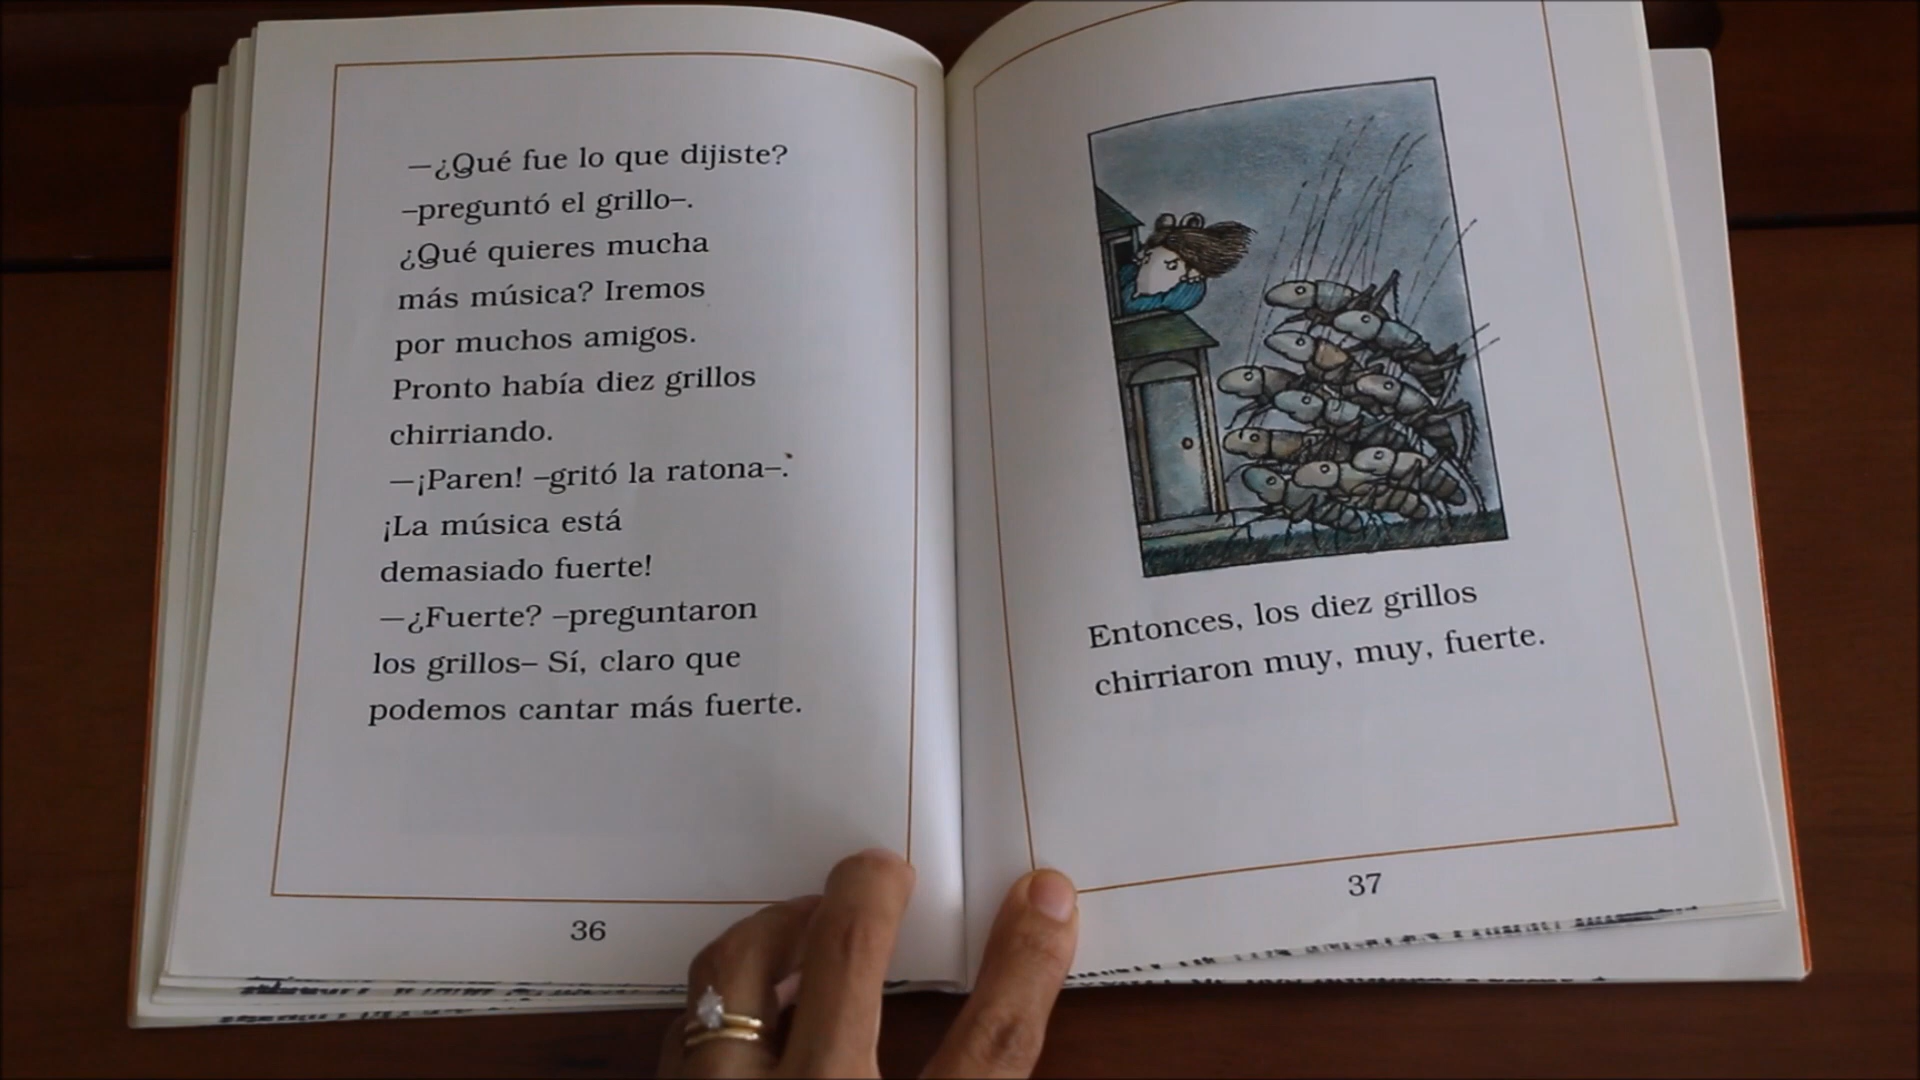 —¿Qué fue lo que dijiste?
–preguntó el grillo–.
¿Qué quieres mucha
más música? Iremos
por muchos amigos.
Pronto había diez grillos
chirriando.
—¡Paren! –gritó la ratona–.
¡La música está
demasiado fuerte!
—¿Fuerte? –preguntaron
los grillos– Sí, claro que
podemos cantar más fuerte.
36
Entonces, los diez grillos
chirriaron muy, muy, fuerte.
37